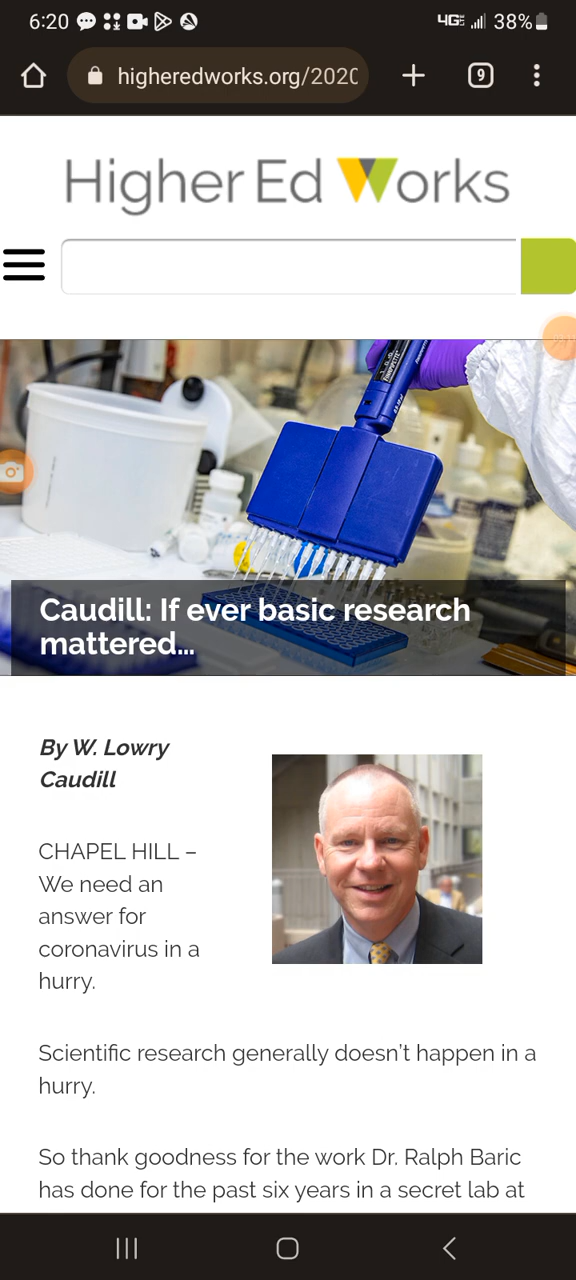 6:20
4G 38%
higheredworks.org/2020
9
Higher Ed Works
Caudill: If ever basic research
mattered...
By W. Lowry
Caudill
CHAPEL HILL –
We need an
answer for
coronavirus in a
hurry.
Scientific research generally doesn't happen in a
hurry.
So thank goodness for the work Dr. Ralph Baric
has done for the past six years in a secret lab at